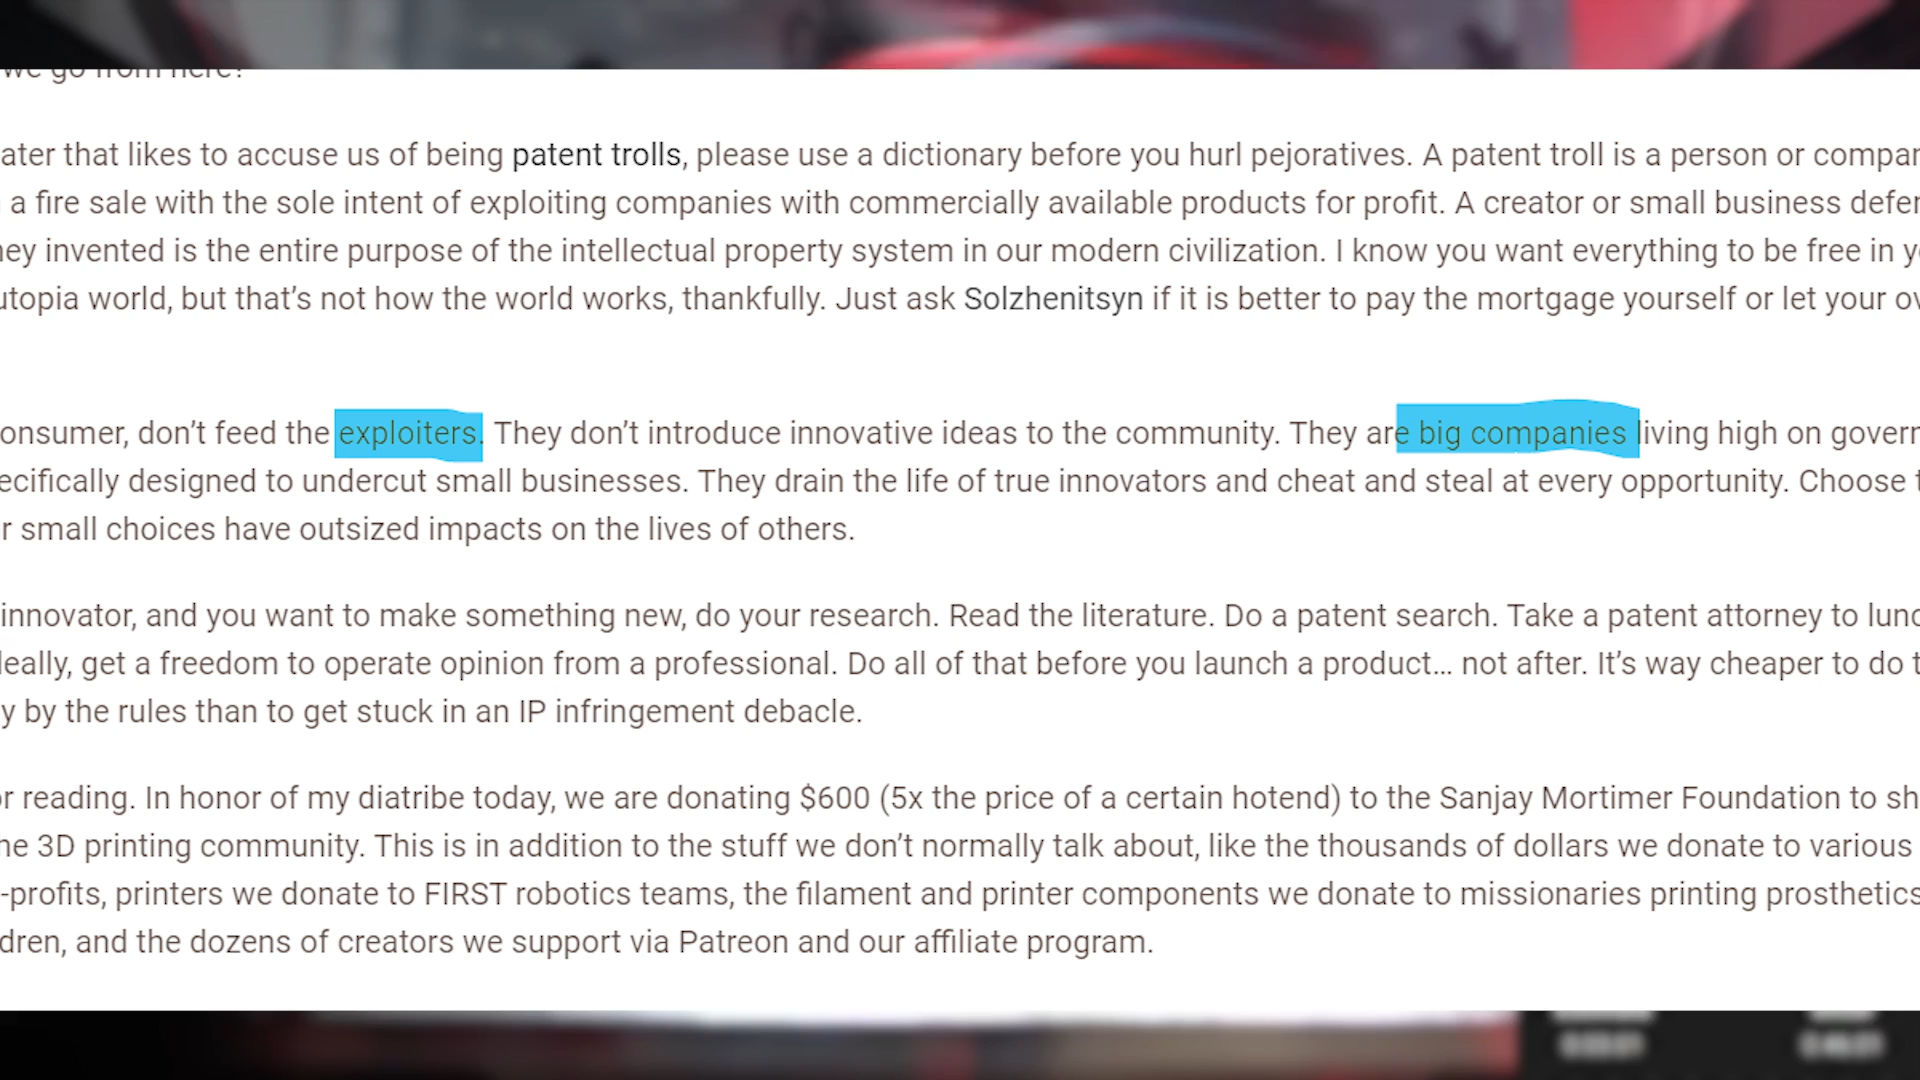 we go from here?
ater that likes to accuse us of being patent trolls, please use a dictionary before you hurl pejoratives. A patent troll is a person or compan
a fire sale with the sole intent of exploiting companies with commercially available products for profit. A creator or small business defen
ey invented is the entire purpose of the intellectual property system in our modern civilization. I know you want everything to be free in y
utopia world, but that’s not how the world works, thankfully. Just ask Solzhenitsyn if it is better to pay the mortgage yourself or let your ov
onsumer, don’t feed the exploiters. They don’t introduce innovative ideas to the community. They are big companies living high on govern
ecifically designed to undercut small businesses. They drain the life of true innovators and cheat and steal at every opportunity. Choose t
r small choices have outsized impacts on the lives of others.
innovator, and you want to make something new, do your research. Read the literature. Do a patent search. Take a patent attorney to lunc
deally, get a freedom to operate opinion from a professional. Do all of that before you launch a product… not after. It’s way cheaper to do t
y by the rules than to get stuck in an IP infringement debacle.
or reading. In honor of my diatribe today, we are donating $600 (5x the price of a certain hotend) to the Sanjay Mortimer Foundation to sh
he 3D printing community. This is in addition to the stuff we don’t normally talk about, like the thousands of dollars we donate to various
-profits, printers we donate to FIRST robotics teams, the filament and printer components we donate to missionaries printing prosthetics
dren, and the dozens of creators we support via Patreon and our affiliate program.